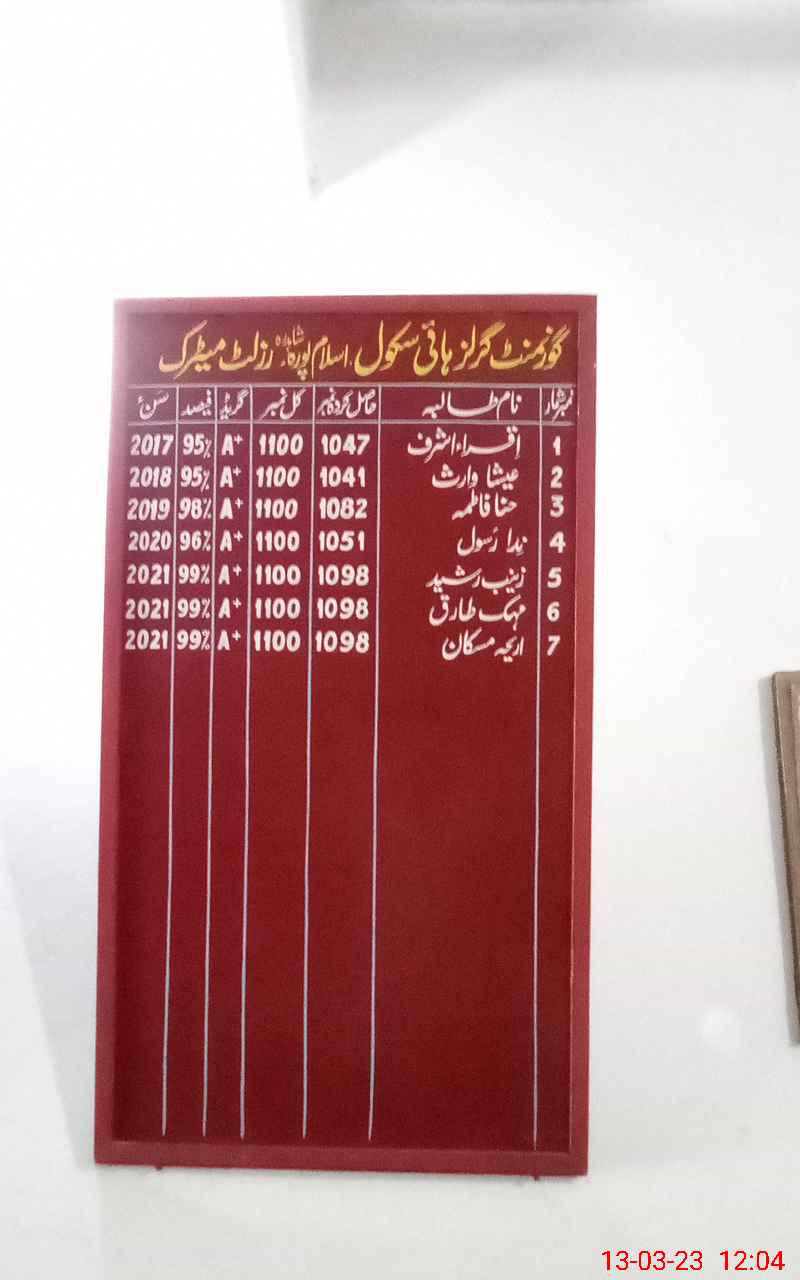 گورنمنٹ گرلز ہائی سکول اسلام پورہ شاہدرہ رزلٹ میٹرک
نمبر شمار نام طالبہ حاصل کردہ نمبر کل نمبر گریڈ فیصد سن
1 اقراء اشرف 1047 1100 A+ 95% 2017
2 عیشا وارث 1041 1100 A+ 95% 2018
3 حنا فاطمہ 1082 1100 A+ 98% 2019
4 ندا رسول 1051 1100 A+ 96% 2020
5 زینب رشید 1098 1100 A+ 99% 2021
6 مہک طارق 1098 1100 A+ 99% 2021
7 اریحہ مسکان 1098 1100 A+ 99% 2021
13-03-23 12:04